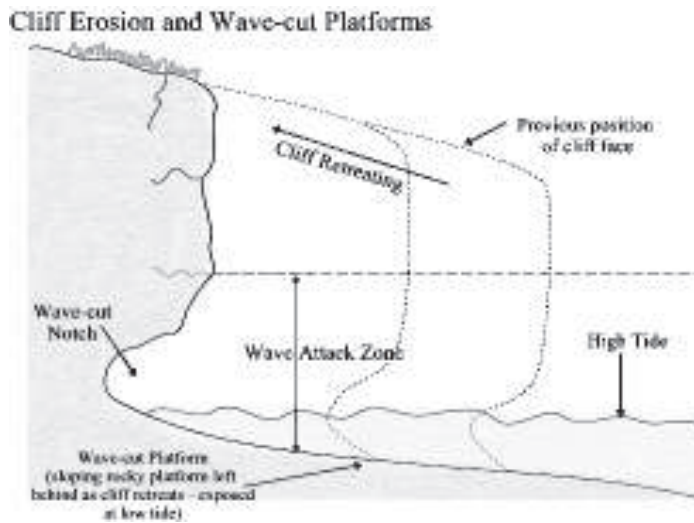 Cliff Erosion and Wave-cut Platforms
Previous position
of cliff face
Cliff Retreating
Wave-cut
Notch
Wave Attack Zone
High Tide
Wave-cut Platform
(sloping rocky platform left
behind as cliff retreats - exposed
at low tide)